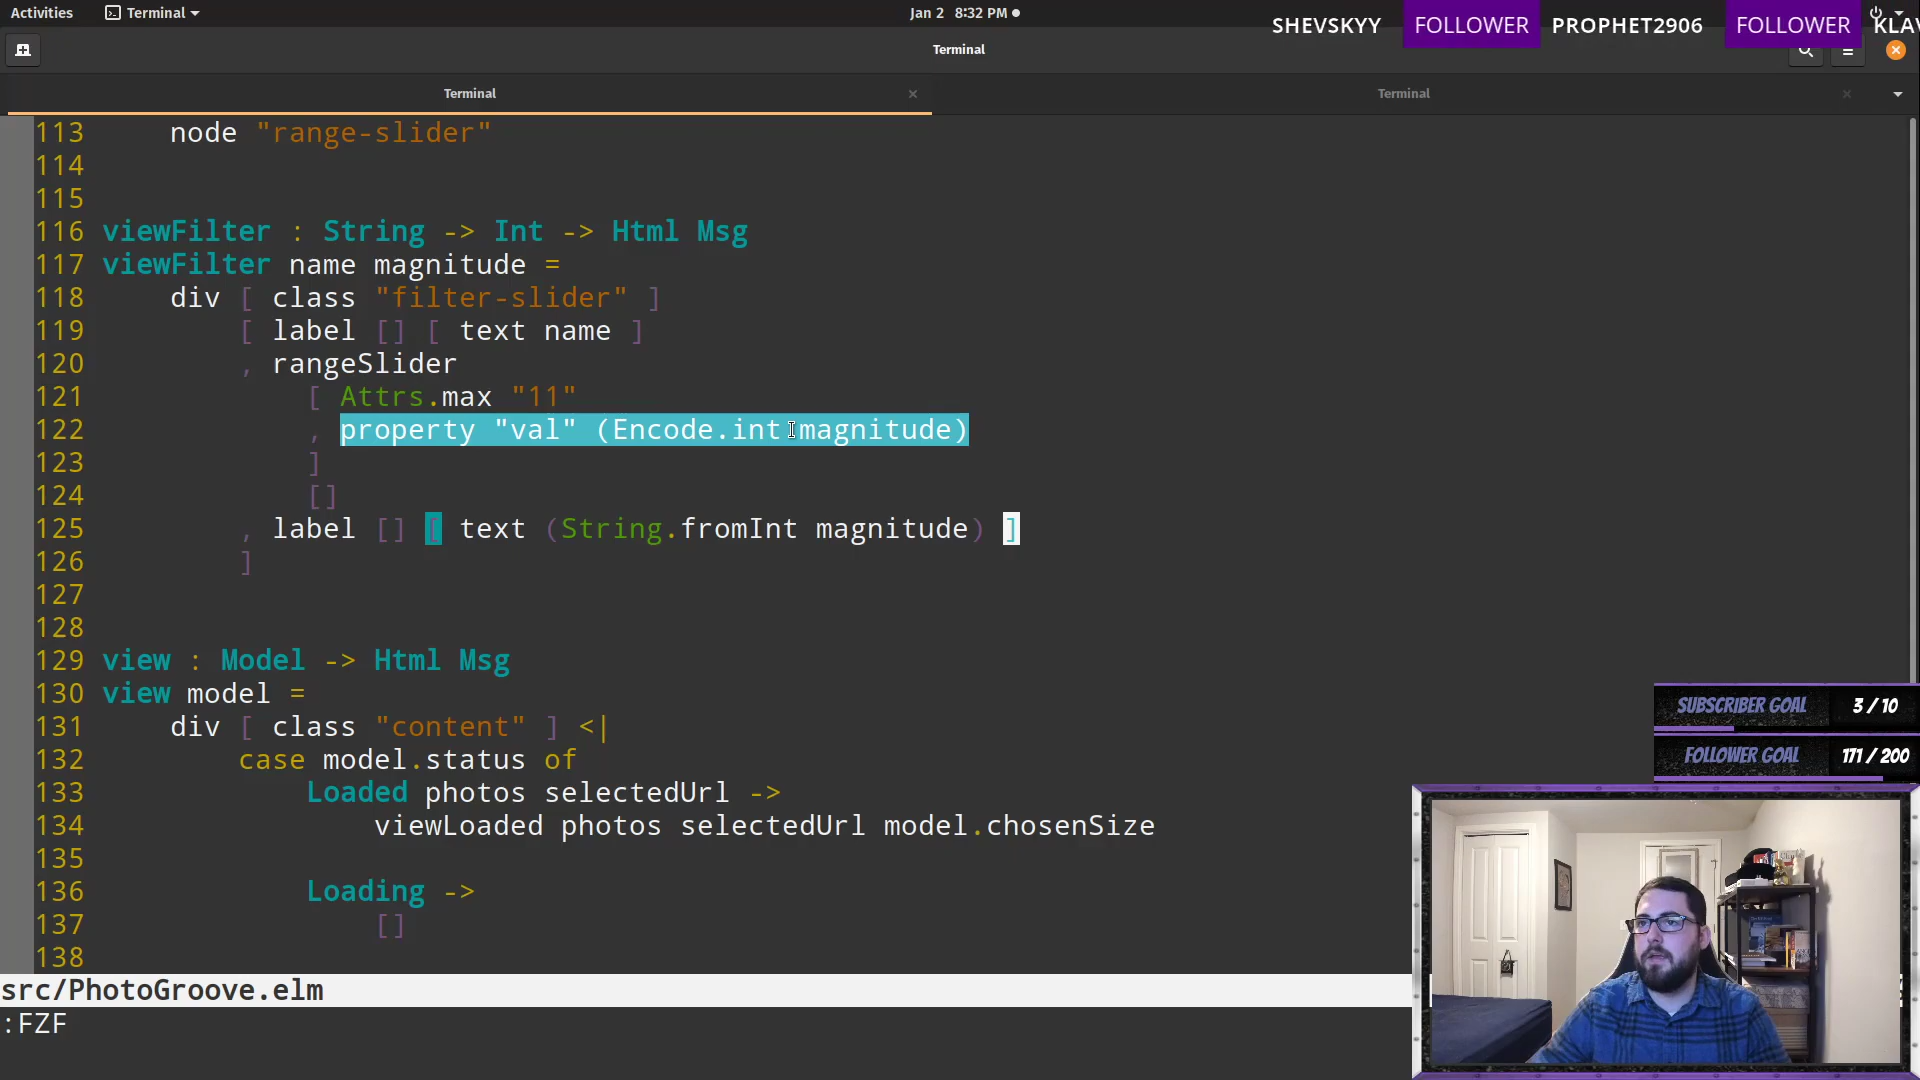 Activities Terminal Jan 2 8:32 PM
SHEVSKYY FOLLOWER PROPHET2906 FOLLOWER
Terminal
Terminal Terminal
113 node "range-slider"
114
115
116 viewFilter : String -> Int -> Html Msg
117 viewFilter name magnitude =
118 div [ class "filter-slider" ]
119 [ label [] [ text name ]
120 , rangeSlider
121 [ Attrs.max "11"
122 , property "val" (Encode.int magnitude)
123 ]
124 []
125 , label [] [ text (String.fromInt magnitude) ]
126 ]
127
128
129 view : Model -> Html Msg
130 view model =
131 div [ class "content" ] <|
132 case model.status of
133 Loaded photos selectedUrl ->
134 viewLoaded photos selectedUrl model.chosenSize
135
136 Loading ->
137 []
138
src/PhotoGroove.elm
:FZF
SUBSCRIBER GOAL 3 / 10
FOLLOWER GOAL 171 / 200